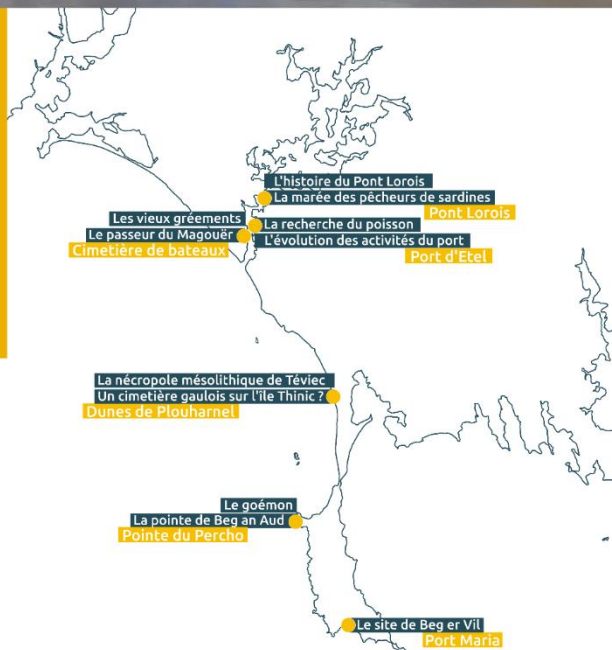 L'histoire du Pont Lorois
La marée des pêcheurs de sardines
Pont Lorois
Les vieux gréements
Le passeur du Magouër
Cimetière de bateaux
La recherche du poisson
L'évolution des activités du port
Port d'Etel
La nécropole mésolithique de Téviec
Un cimetière gaulois sur l'île Thinic ?
Dunes de Plouharnel
Le goémon
La pointe de Beg an Aud
Pointe du Percho
Le site de Beg er Vil
Port Maria